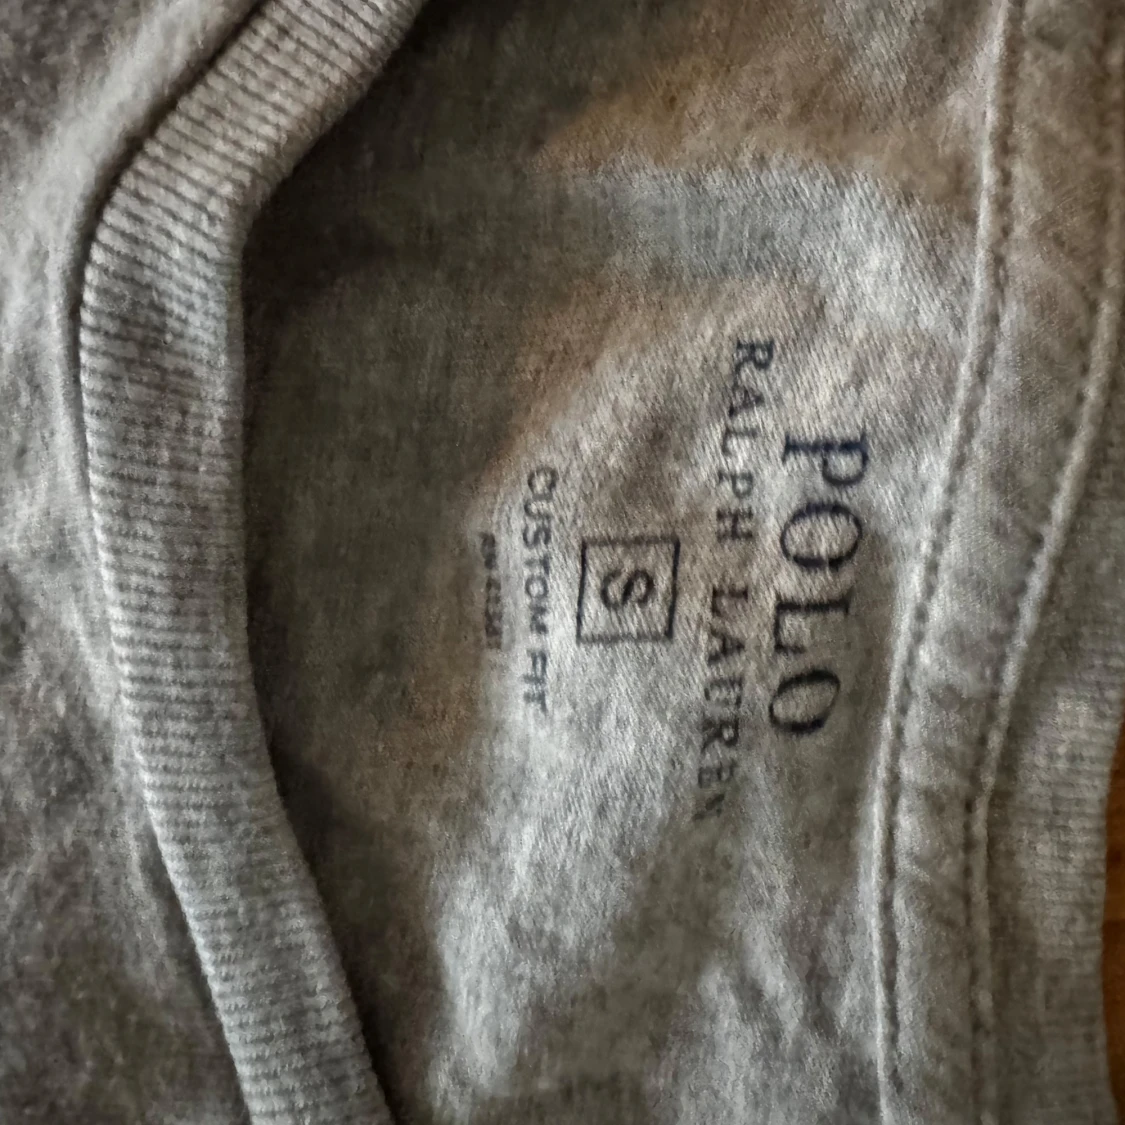 POLO
RALPH LAUREN
S
CUSTOM FIT